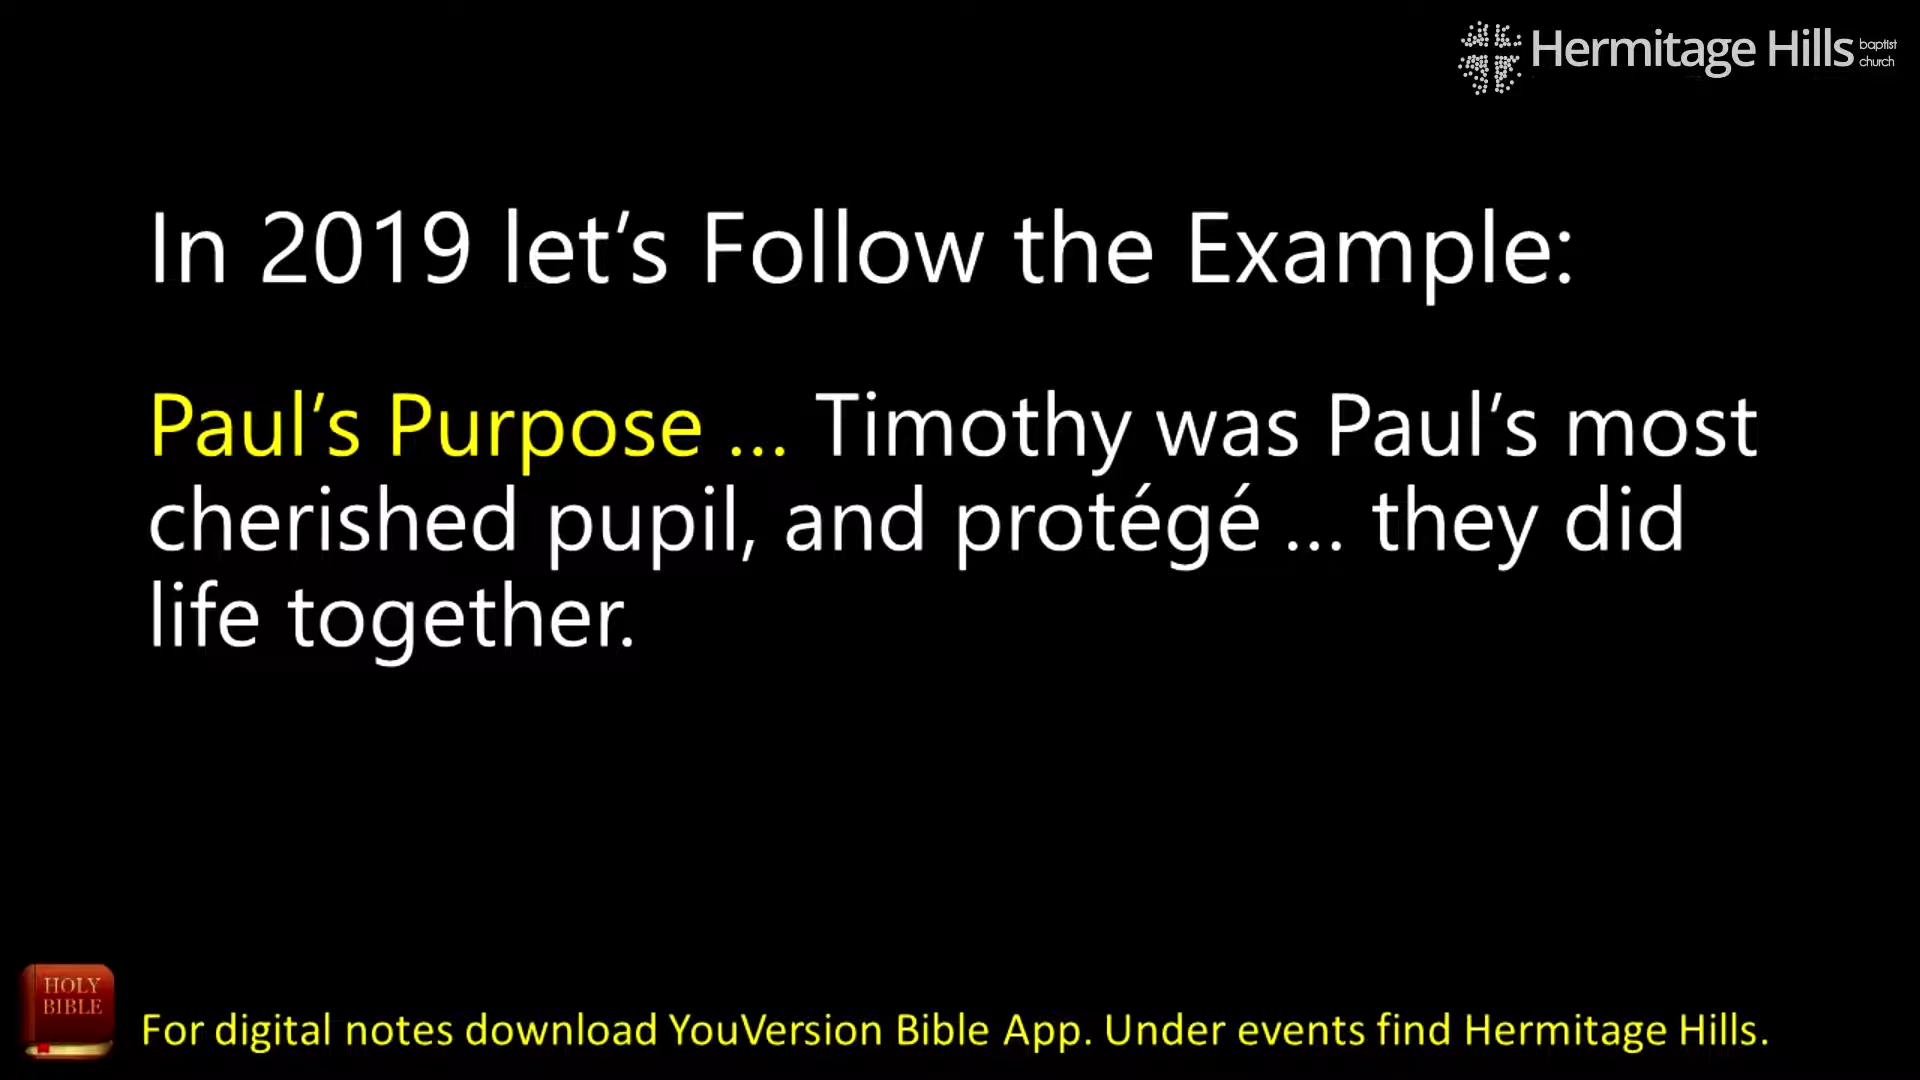 Hermitage Hills baptist church
In 2019 let’s Follow the Example:
Paul’s Purpose ... Timothy was Paul’s most
cherished pupil, and protégé ... they did
life together.
HOLY
BIBLE
For digital notes download YouVersion Bible App. Under events find Hermitage Hills.